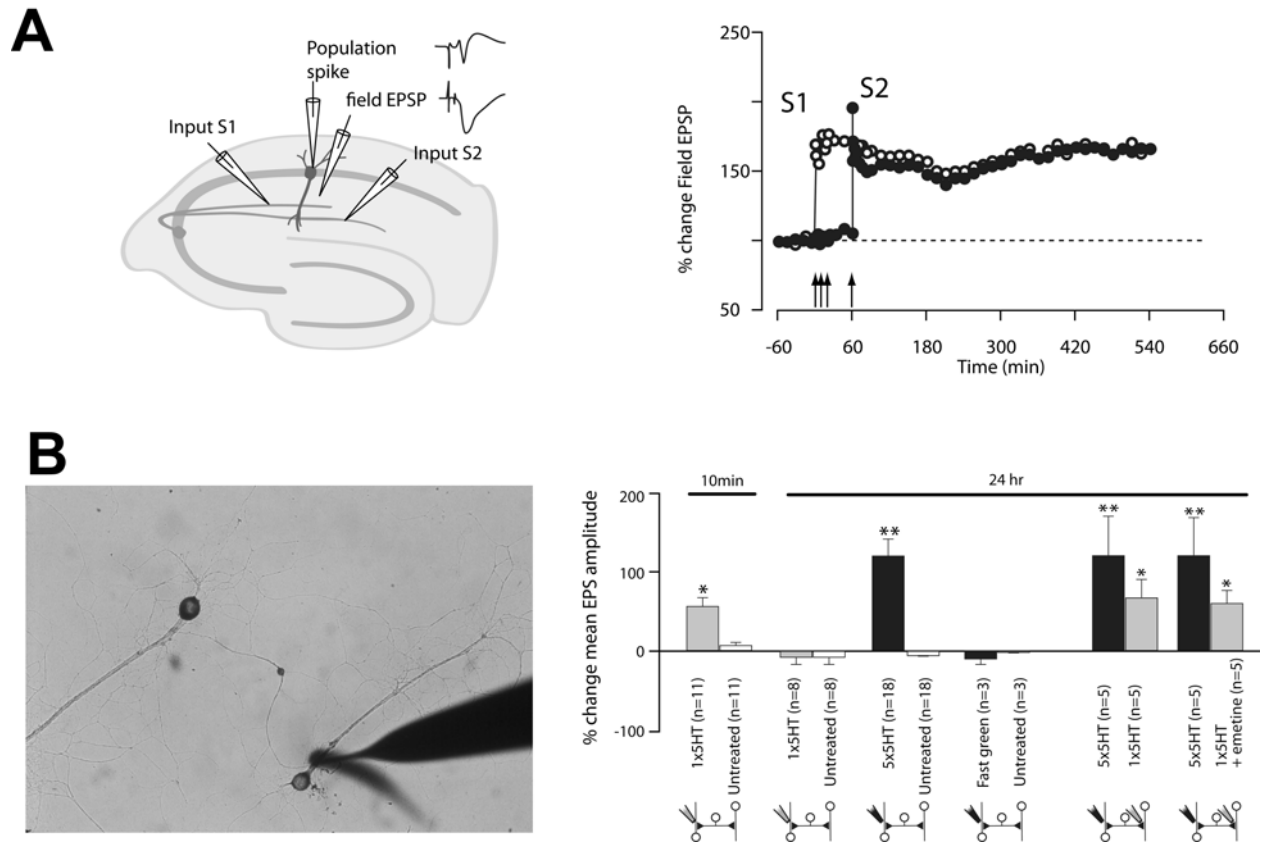 A
Population
spike
field EPSP
Input S1
Input S2
250
150
50
% change Field EPSP
S1
S2
-60
60
180
300
420
540
660
Time (min)
B
10min
24 hr
200
100
0
-100
% change mean EPS amplitude
*
**
**
*
**
*
1x5HT (n=11)
Untreated (n=11)
1x5HT (n=8)
Untreated (n=8)
5x5HT (n=18)
Untreated (n=18)
Fast green (n=3)
Untreated (n=3)
5x5HT (n=5)
1x5HT (n=5)
5x5HT (n=5)
1x5HT
+ emetine (n=5)